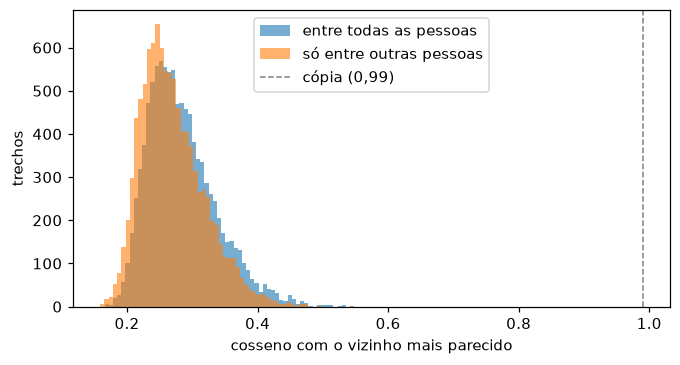 entre todas as pessoas
só entre outras pessoas
cópia (0,99)
trechos
600
500
400
300
200
100
0
0.2 0.4 0.6 0.8 1.0
cosseno com o vizinho mais parecido